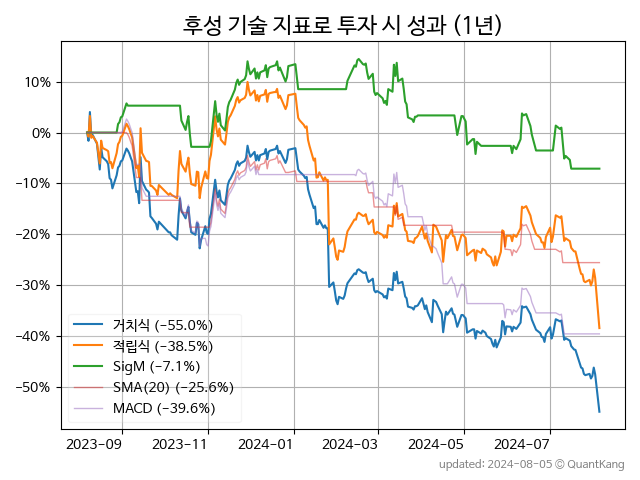 후성 기술 지표로 투자 시 성과 (1년)
10%
0%
−10%
−20%
−30%
−40%
−50%
거치식 (−55.0%)
적립식 (−38.5%)
SigM (−7.1%)
SMA(20) (−25.6%)
MACD (−39.6%)
2023-09 2023-11 2024-01 2024-03 2024-05 2024-07
updated: 2024-08-05 © QuantKang